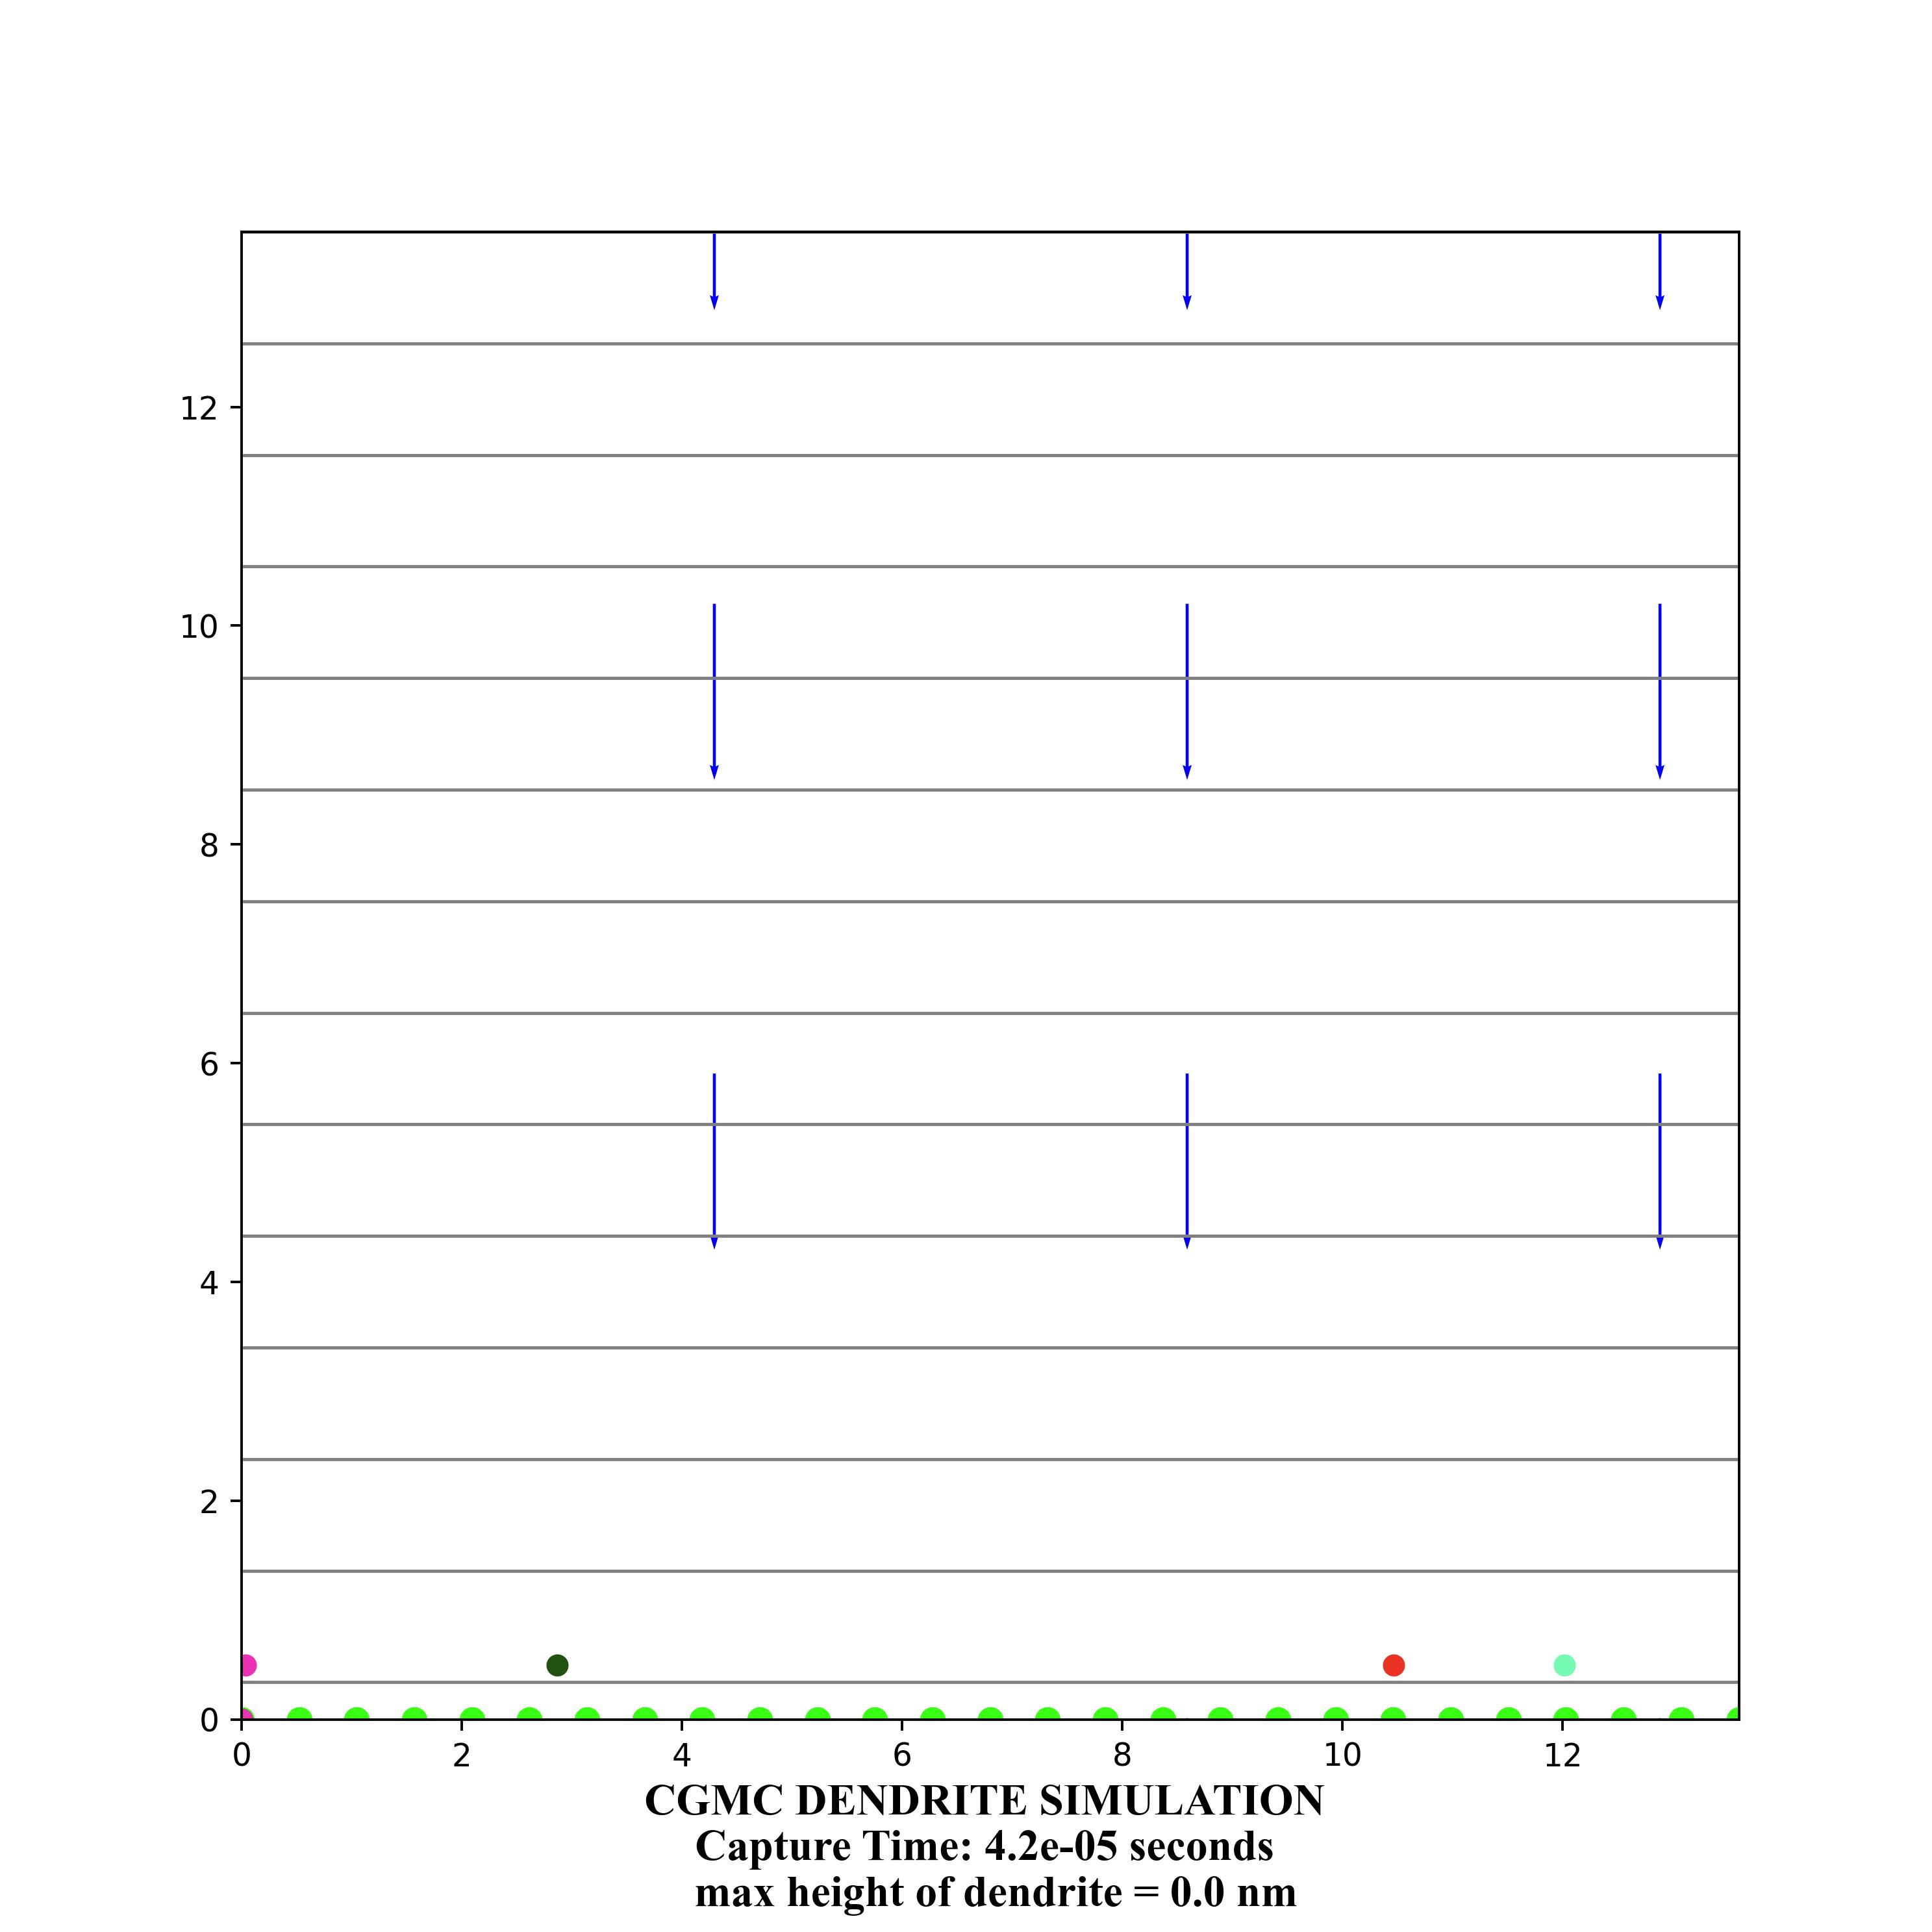 12
10
8
6
4
2
0
0 2 4 6 8 10 12
CGMC DENDRITE SIMULATION
Capture Time: 4.2e-05 seconds
max height of dendrite = 0.0 nm